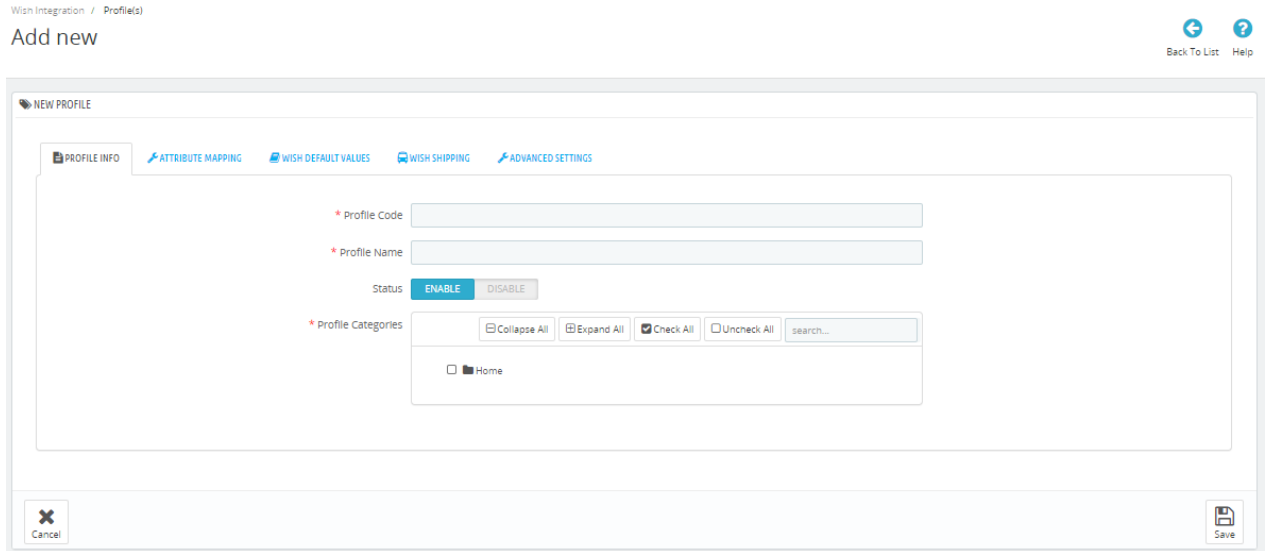 Wish Integration / Profile(s)
Add new
Back To List Help
NEW PROFILE
PROFILE INFO ATTRIBUTE MAPPING WISH DEFAULT VALUES WISH SHIPPING ADVANCED SETTINGS
* Profile Code
* Profile Name
Status ENABLE DISABLE
* Profile Categories Collapse All Expand All Check All Uncheck All search...
Home
Cancel Save